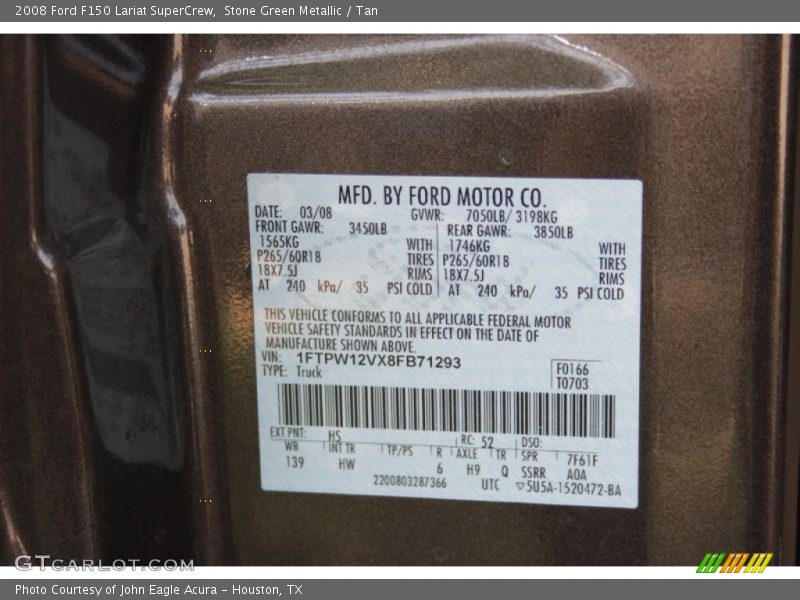 2008 Ford F150 Lariat SuperCrew, Stone Green Metallic / Tan
MFD. BY FORD MOTOR CO.
DATE: 03/08 GVWR: 7050LB/ 3198KG
FRONT GAWR: 3450LB REAR GAWR: 3850LB
1565KG WITH 1746KG WITH
P265/60R18 TIRES P265/60R18 TIRES
18X7.5J RIMS 18X7.5J RIMS
AT 240 kPa/ 35 PSI COLD AT 240 kPa/ 35 PSI COLD
THIS VEHICLE CONFORMS TO ALL APPLICABLE FEDERAL MOTOR
VEHICLE SAFETY STANDARDS IN EFFECT ON THE DATE OF
MANUFACTURE SHOWN ABOVE.
VIN: 1FTPW12VX8FB71293 F0166
TYPE: Truck T0703
EXT PNT: HS RC: 52 DSO:
WB INT TR TP/PS R AXLE TR SPR 7F61F
139 HW 6 H9 Q SSRR A0A
2200803287366 UTC ▽5U5A-1520472-BA
GTCARLOT.COM
Photo Courtesy of John Eagle Acura - Houston, TX